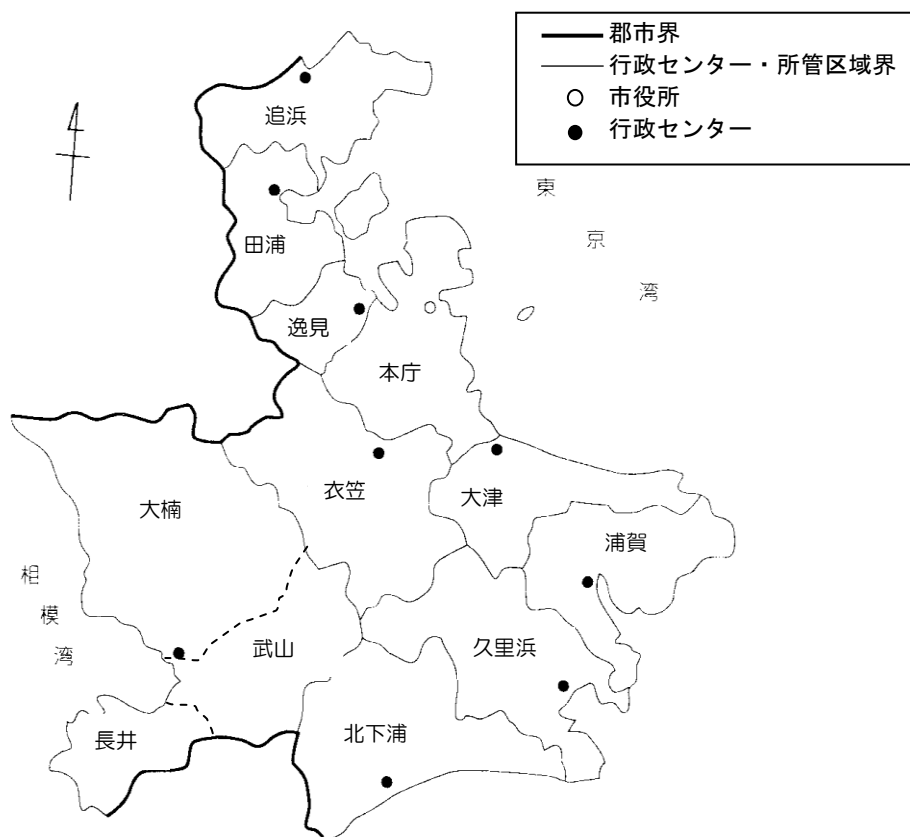 郡市界
行政センター・所管区域界
市役所
行政センター
追浜
東京湾
田浦
逸見
本庁
衣笠
大津
大楠
浦賀
相模湾
武山
久里浜
長井
北下浦